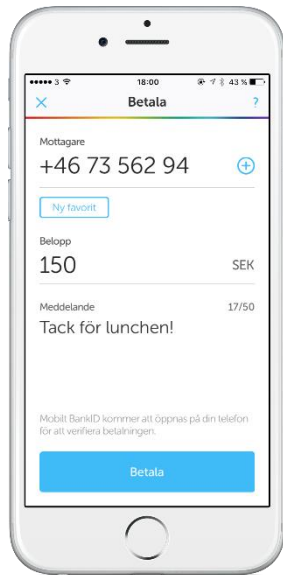 3 18:00 43 %
Betala ?
Mottagare
+46 73 562 94
Ny favorit
Belopp
150 SEK
Meddelande 17/50
Tack för lunchen!
Mobilt BankID kommer att öppnas på din telefon
för att verifiera betalningen.
Betala